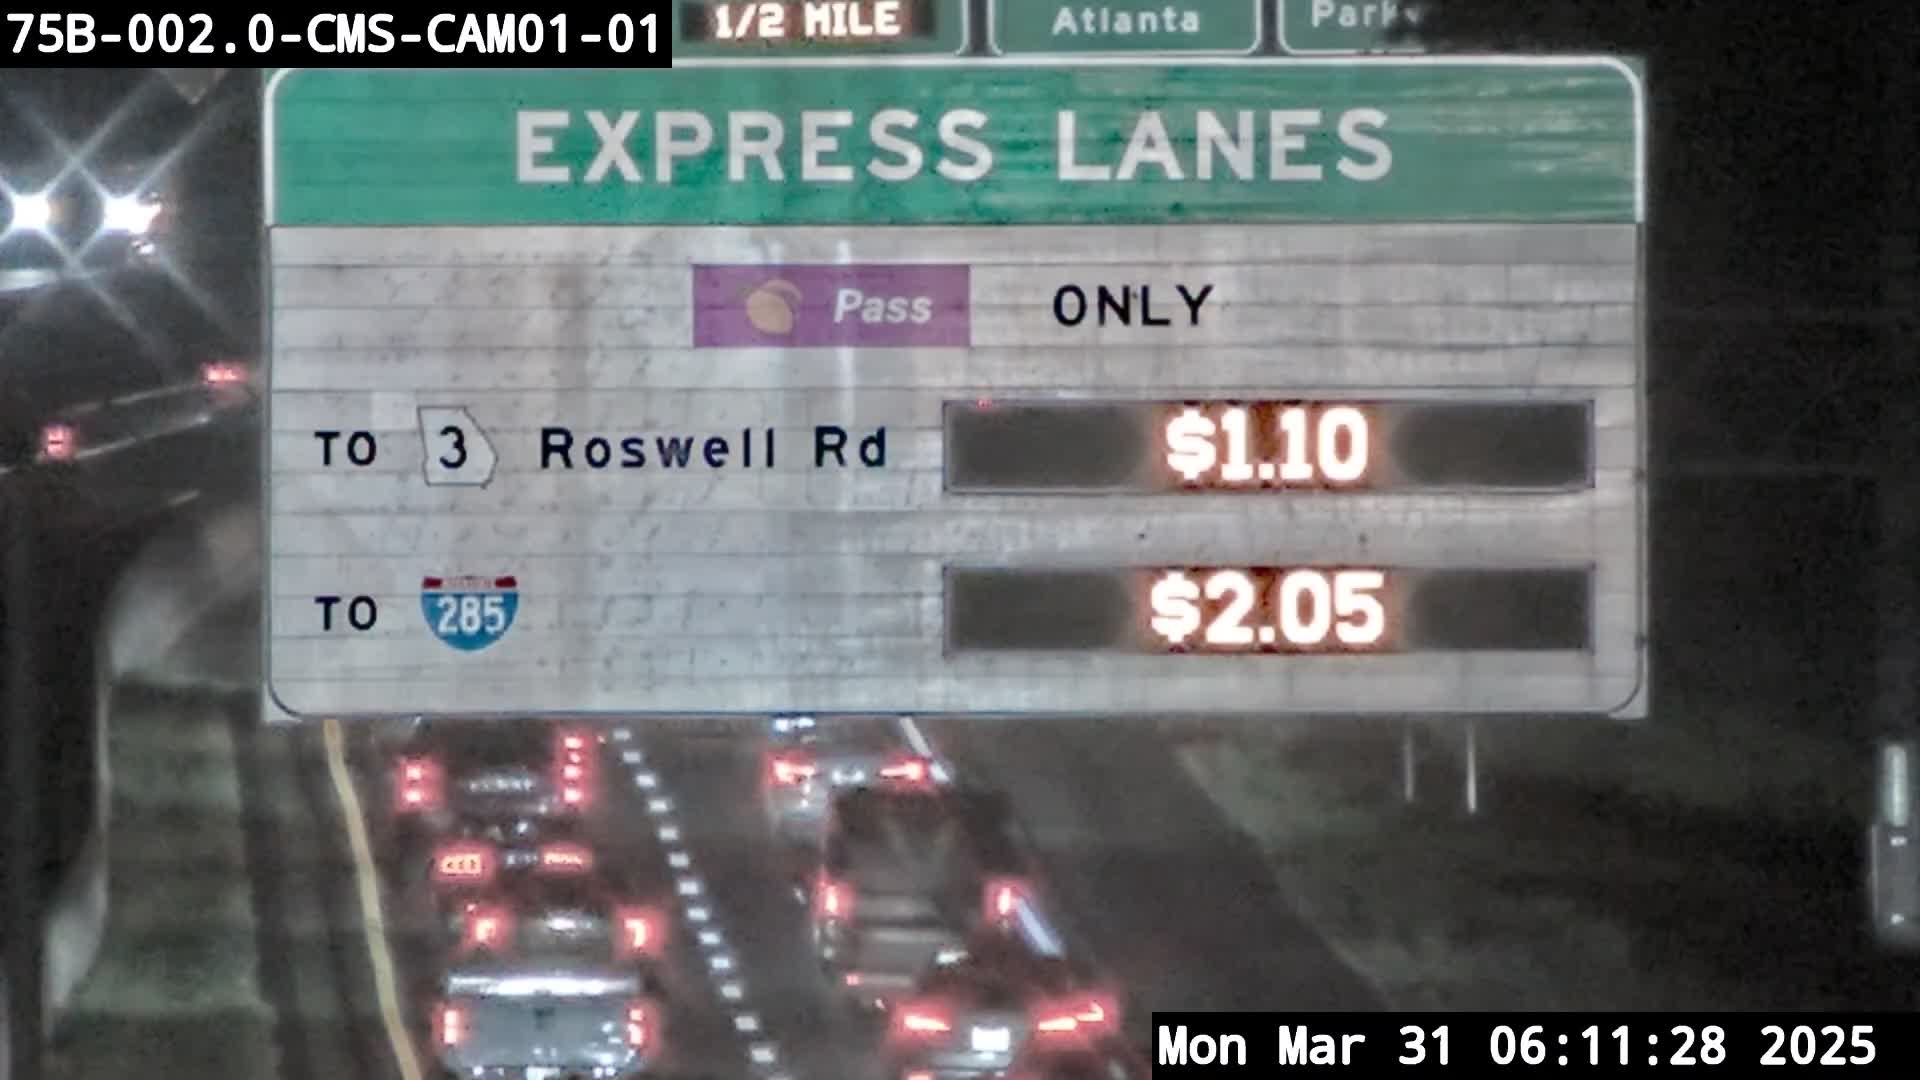 75B-002.0-CMS-CAM01-01
1/2 MILE
Atlanta
EXPRESS LANES
Pass ONLY
TO 3 Roswell Rd $1.10
TO 285 $2.05
Mon Mar 31 06:11:28 2025